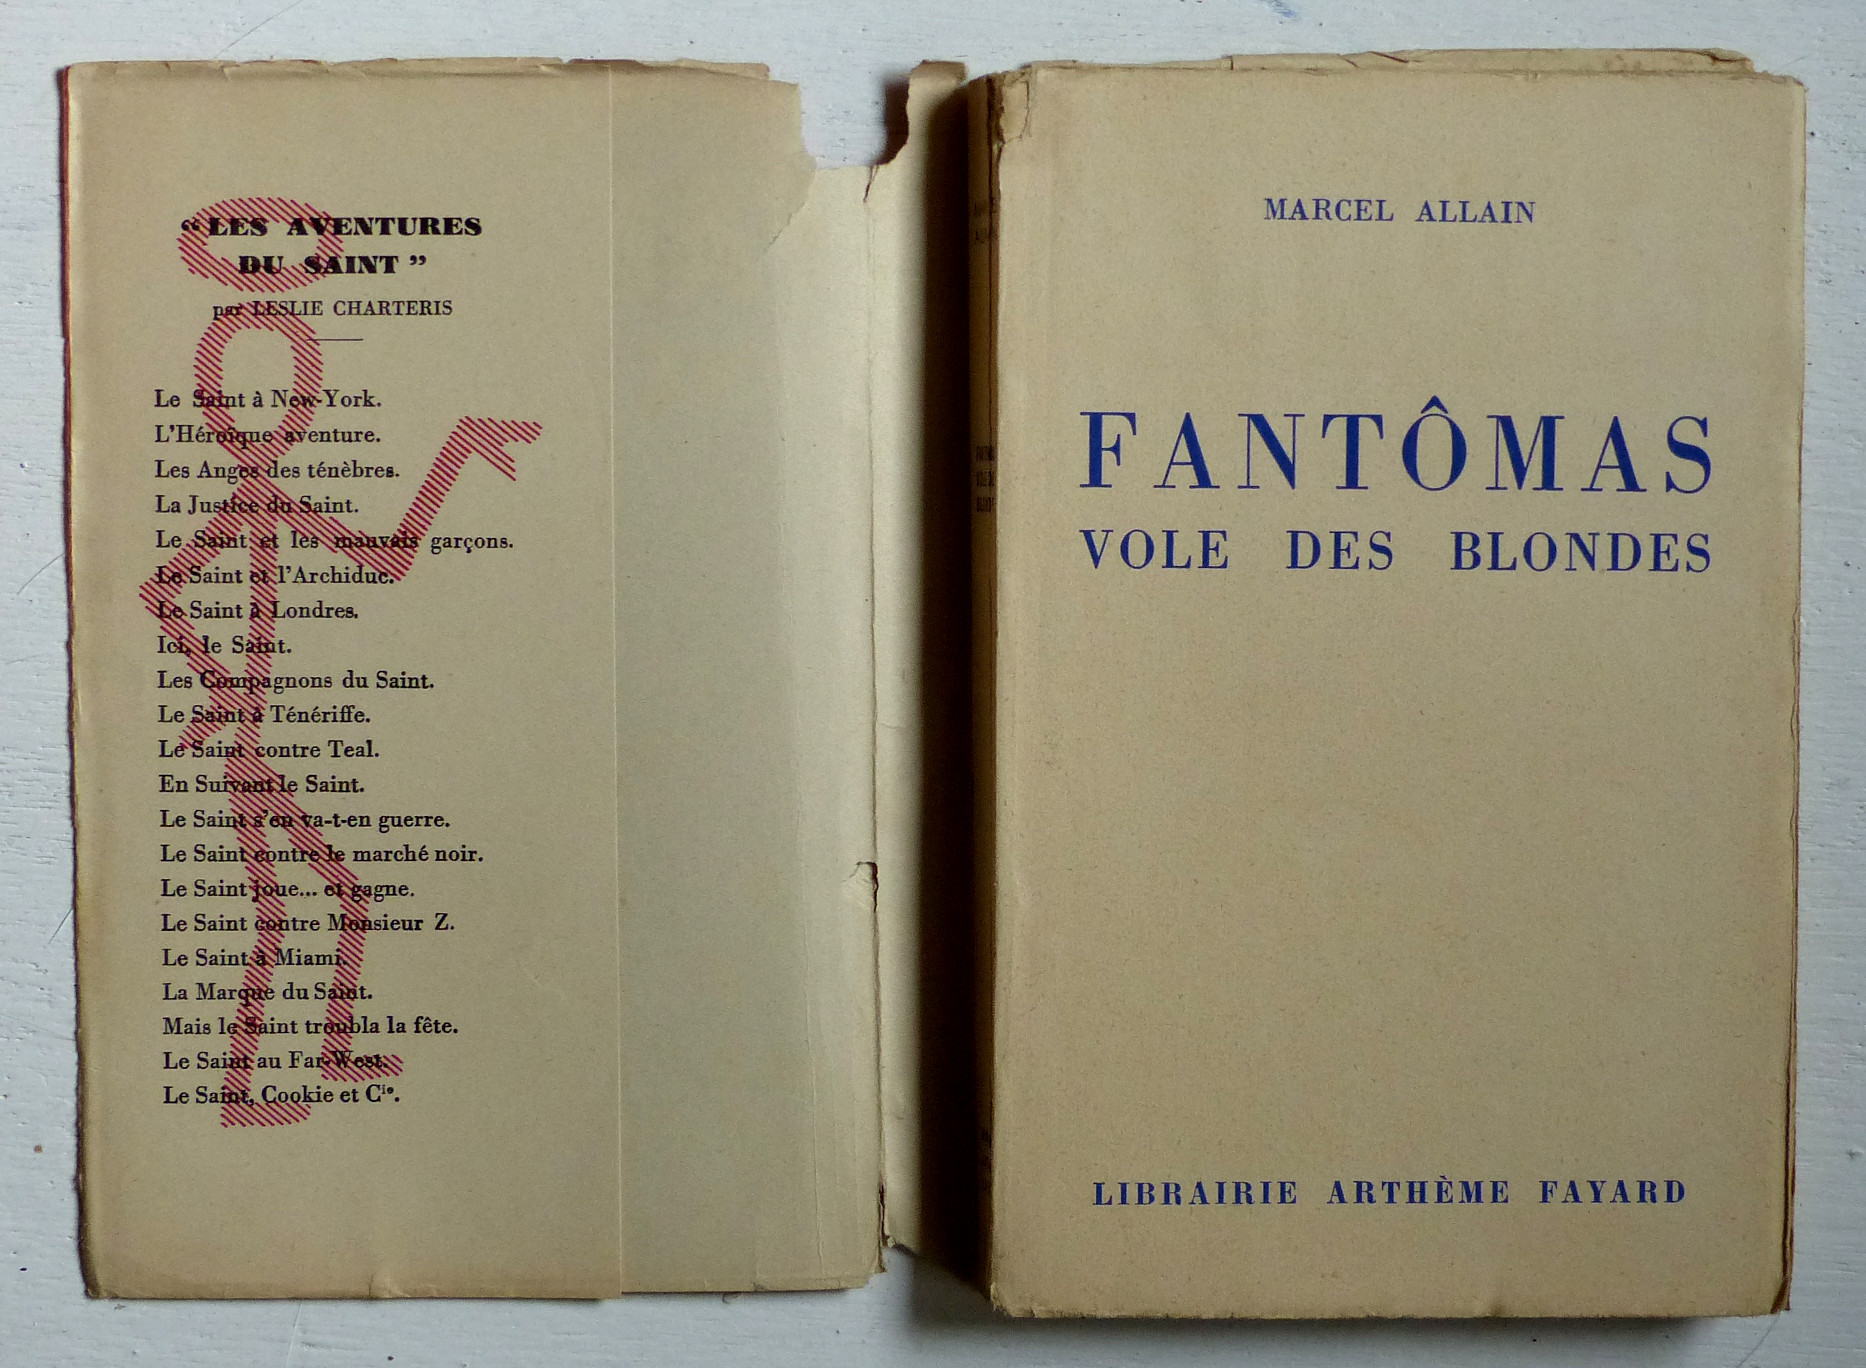 “ LES AVENTURES
DU SAINT ”
par LESLIE CHARTERIS
Le Saint à New-York.
L'Héroïque aventure.
Les Anges des ténèbres.
La Justice du Saint.
Le Saint et les mauvais garçons.
Le Saint et l'Archiduc.
Le Saint à Londres.
Ici, le Saint.
Les Compagnons du Saint.
Le Saint à Ténériffe.
Le Saint contre Teal.
En Suivant le Saint.
Le Saint s'en va-t-en guerre.
Le Saint contre le marché noir.
Le Saint joue... et gagne.
Le Saint contre Monsieur Z.
Le Saint à Miami.
La Marque du Saint.
Mais le Saint troubla la fête.
Le Saint au Far-West.
Le Saint, Cookie et Cie.
MARCEL ALLAIN
FANTÔMAS
VOLE DES BLONDES
LIBRAIRIE ARTHÈME FAYARD